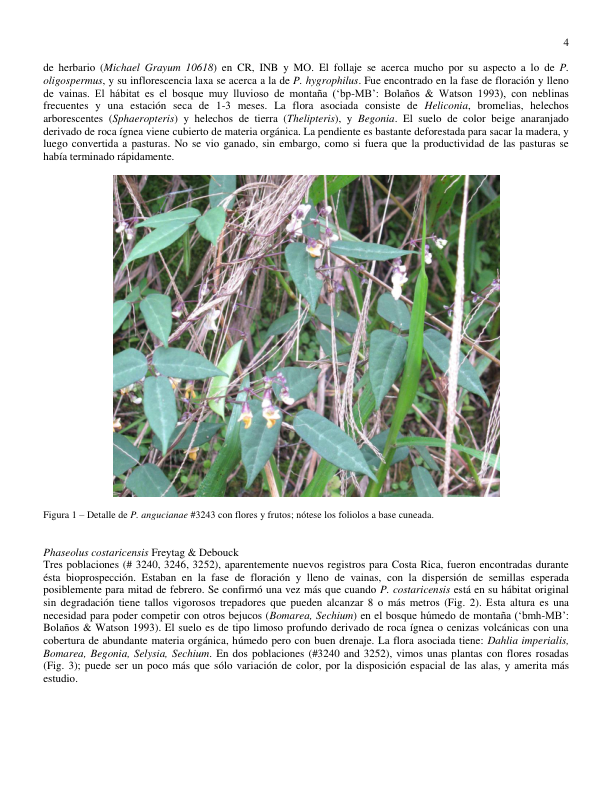 4
de herbario (Michael Grayum 10618) en CR, INB y MO. El follaje se acerca mucho por su aspecto a lo de P.
oligospermus, y su inflorescencia laxa se acerca a la de P. hygrophilus. Fue encontrado en la fase de floración y lleno
de vainas. El hábitat es el bosque muy lluvioso de montaña (‘bp-MB’: Bolaños & Watson 1993), con neblinas
frecuentes y una estación seca de 1-3 meses. La flora asociada consiste de Heliconia, bromelias, helechos
arborescentes (Sphaeropteris) y helechos de tierra (Thelipteris), y Begonia. El suelo de color beige anaranjado
derivado de roca ígnea viene cubierto de materia orgánica. La pendiente es bastante deforestada para sacar la madera, y
luego convertida a pasturas. No se vio ganado, sin embargo, como si fuera que la productividad de las pasturas se
había terminado rápidamente.
Figura 1 – Detalle de P. angucianae #3243 con flores y frutos; nótese los foliolos a base cuneada.
Phaseolus costaricensis Freytag & Debouck
Tres poblaciones (# 3240, 3246, 3252), aparentemente nuevos registros para Costa Rica, fueron encontradas durante
ésta bioprospección. Estaban en la fase de floración y lleno de vainas, con la dispersión de semillas esperada
posiblemente para mitad de febrero. Se confirmó una vez más que cuando P. costaricensis está en su hábitat original
sin degradación tiene tallos vigorosos trepadores que pueden alcanzar 8 o más metros (Fig. 2). Esta altura es una
necesidad para poder competir con otros bejucos (Bomarea, Sechium) en el bosque húmedo de montaña (‘bmh-MB’:
Bolaños & Watson 1993). El suelo es de tipo limoso profundo derivado de roca ígnea o cenizas volcánicas con una
cobertura de abundante materia orgánica, húmedo pero con buen drenaje. La flora asociada tiene: Dahlia imperialis,
Bomarea, Begonia, Selysia, Sechium. En dos poblaciones (#3240 and 3252), vimos unas plantas con flores rosadas
(Fig. 3); puede ser un poco más que sólo variación de color, por la disposición espacial de las alas, y amerita más
estudio.